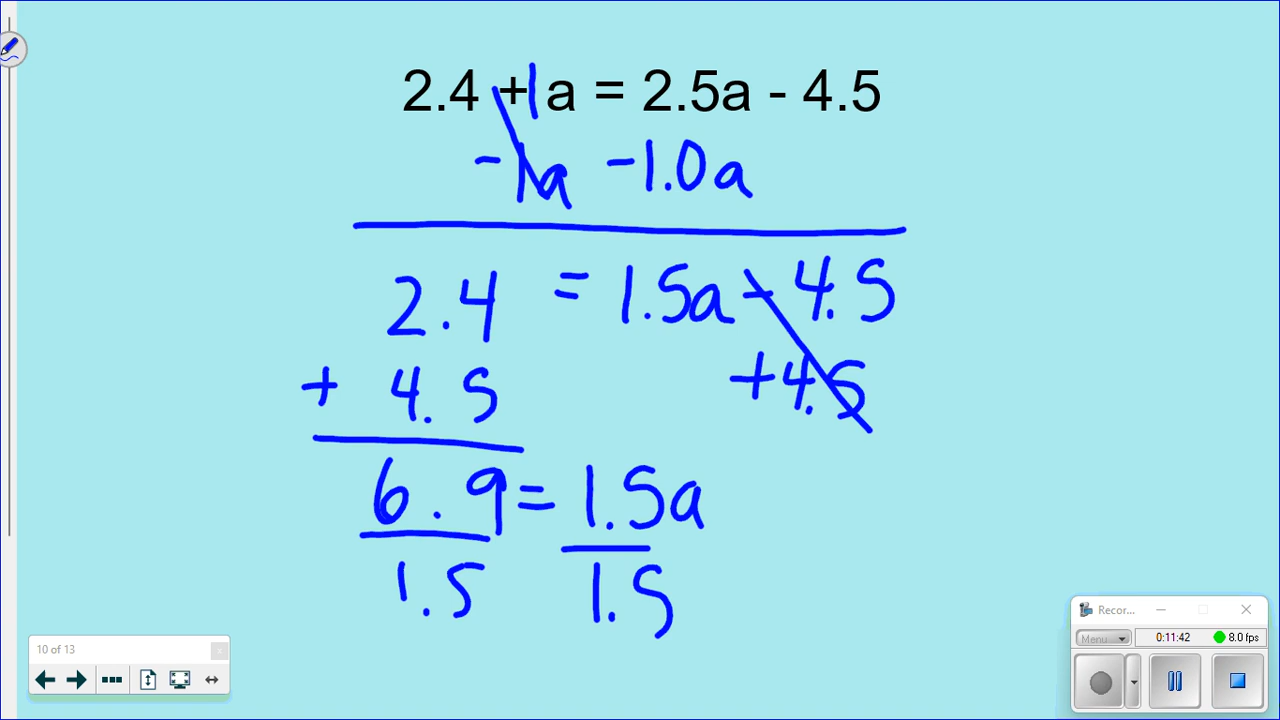 2.4 + 1a = 2.5a - 4.5
- 1a - 1.0a
2.4 = 1.5a - 4.5
+ 4.5 + 4.5
6.9 = 1.5a
1.5 1.5
10 of 13
x
Recor...
Menu
0:11:42
8.0 fps